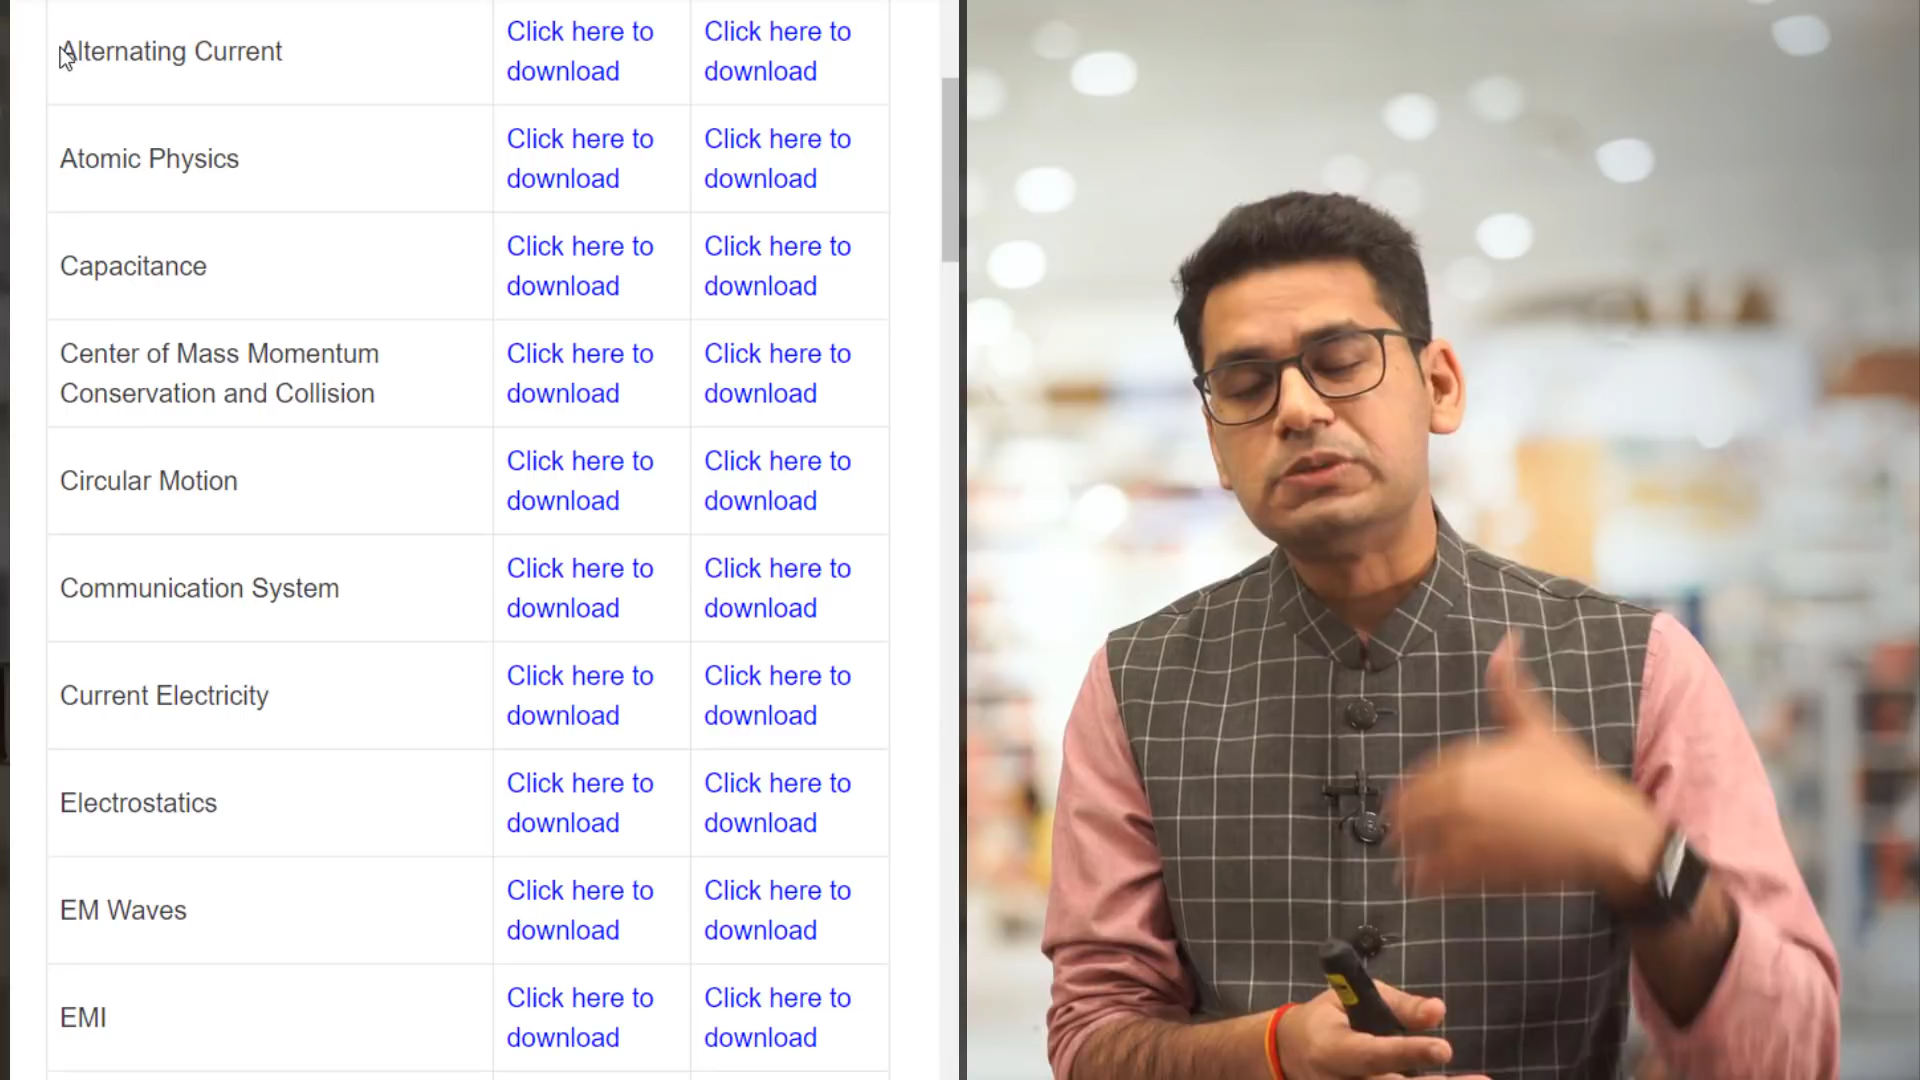 Alternating Current
Click here to
download
Click here to
download
Atomic Physics
Click here to
download
Click here to
download
Capacitance
Click here to
download
Click here to
download
Center of Mass Momentum
Conservation and Collision
Click here to
download
Click here to
download
Circular Motion
Click here to
download
Click here to
download
Communication System
Click here to
download
Click here to
download
Current Electricity
Click here to
download
Click here to
download
Electrostatics
Click here to
download
Click here to
download
EM Waves
Click here to
download
Click here to
download
EMI
Click here to
download
Click here to
download